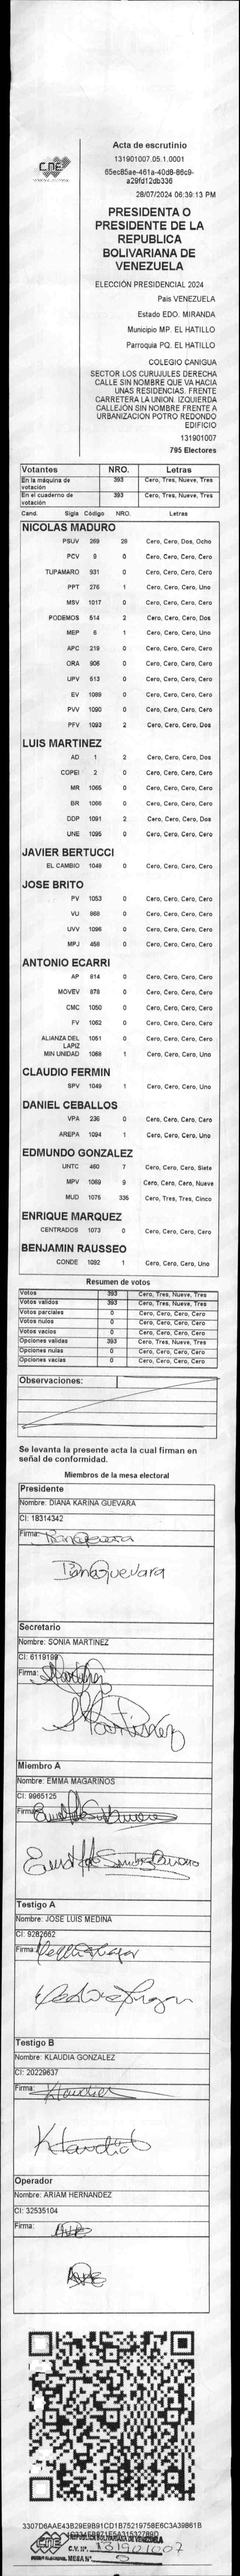 CNE
Acta de escrutinio
131901007.05.1.0001
65ec85ae-461a-40d8-86c9-
a29fd12db336
28/07/2024 06:39:13 PM
PRESIDENTA O
PRESIDENTE DE LA
REPUBLICA
BOLIVARIANA DE
VENEZUELA
ELECCIÓN PRESIDENCIAL 2024
Pais VENEZUELA
Estado EDO. MIRANDA
Municipio MP. EL HATILLO
Parroquia PQ. EL HATILLO
COLEGIO CANIGUA
SECTOR LOS CURUJULES DERECHA
CALLE SIN NOMBRE QUE VA HACIA
UNAS RESIDENCIAS. FRENTE
CARRETERA LA UNION. IZQUIERDA
CALLEJÓN SIN NOMBRE FRENTE A
URBANIZACION POTRO REDONDO
EDIFICIO
131901007
795 Electores
Votantes NRO. Letras
En la máquina de votación 393 Cero, Tres, Nueve, Tres
En el cuaderno de votación 393 Cero, Tres, Nueve, Tres
Cand. Sigla Código NRO. Letras
NICOLAS MADURO
PSUV 269 28 Cero, Cero, Dos, Ocho
PCV 9 0 Cero, Cero, Cero, Cero
TUPAMARO 931 0 Cero, Cero, Cero, Cero
PPT 276 1 Cero, Cero, Cero, Uno
MSV 1017 0 Cero, Cero, Cero, Cero
PODEMOS 514 2 Cero, Cero, Cero, Dos
MEP 6 1 Cero, Cero, Cero, Uno
APC 219 0 Cero, Cero, Cero, Cero
ORA 906 0 Cero, Cero, Cero, Cero
UPV 513 0 Cero, Cero, Cero, Cero
EV 1089 0 Cero, Cero, Cero, Cero
PVV 1090 0 Cero, Cero, Cero, Cero
PFV 1093 2 Cero, Cero, Cero, Dos
LUIS MARTINEZ
AD 1 2 Cero, Cero, Cero, Dos
COPEI 2 0 Cero, Cero, Cero, Cero
MR 1065 0 Cero, Cero, Cero, Cero
BR 1066 0 Cero, Cero, Cero, Cero
DDP 1091 2 Cero, Cero, Cero, Dos
UNE 1095 0 Cero, Cero, Cero, Cero
JAVIER BERTUCCI
EL CAMBIO 1049 0 Cero, Cero, Cero, Cero
JOSE BRITO
PV 1053 0 Cero, Cero, Cero, Cero
VU 968 0 Cero, Cero, Cero, Cero
UVV 1096 0 Cero, Cero, Cero, Cero
MPJ 458 0 Cero, Cero, Cero, Cero
ANTONIO ECARRI
AP 814 0 Cero, Cero, Cero, Cero
MOVEV 878 0 Cero, Cero, Cero, Cero
CMC 1050 0 Cero, Cero, Cero, Cero
FV 1062 0 Cero, Cero, Cero, Cero
ALIANZA DEL LAPIZ 1051 0 Cero, Cero, Cero, Cero
MIN UNIDAD 1068 1 Cero, Cero, Cero, Uno
CLAUDIO FERMIN
SPV 1049 1 Cero, Cero, Cero, Uno
DANIEL CEBALLOS
VPA 236 0 Cero, Cero, Cero, Cero
AREPA 1094 1 Cero, Cero, Cero, Uno
EDMUNDO GONZALEZ
UNTC 460 7 Cero, Cero, Cero, Siete
MPV 1069 9 Cero, Cero, Cero, Nueve
MUD 1075 335 Cero, Tres, Tres, Cinco
ENRIQUE MARQUEZ
CENTRADOS 1073 0 Cero, Cero, Cero, Cero
BENJAMIN RAUSSEO
CONDE 1092 1 Cero, Cero, Cero, Uno
Resumen de votos
Votos 393 Cero, Tres, Nueve, Tres
Votos validos 393 Cero, Tres, Nueve, Tres
Votos parciales 0 Cero, Cero, Cero, Cero
Votos nulos 0 Cero, Cero, Cero, Cero
Votos vacios 0 Cero, Cero, Cero, Cero
Opciones validas 393 Cero, Tres, Nueve, Tres
Opciones nulas 0 Cero, Cero, Cero, Cero
Opciones vacias 0 Cero, Cero, Cero, Cero
Observaciones:
Se levanta la presente acta la cual firman en
señal de conformidad.
Miembros de la mesa electoral
Presidente
Nombre: DIANA KARINA GUEVARA
CI: 18314342
Firma:
Secretario
Nombre: SONIA MARTINEZ
CI: 6119199
Firma:
Miembro A
Nombre: EMMA MAGARINOS
CI: 9965125
Firma:
Testigo A
Nombre: JOSE LUIS MEDINA
CI: 9282662
Firma:
Testigo B
Nombre: KLAUDIA GONZALEZ
CI: 20229637
Firma: Klaudia
Klaudia
Operador
Nombre: ARIAM HERNANDEZ
CI: 32535104
Firma:
3307D6AAE43B29E9B91CD1B75219758E6C3A39861B
REPÚBLICA BOLIVARIANA DE VENEZUELA
CNE
C.V. Nº. 131901007
MESA Nº. 5